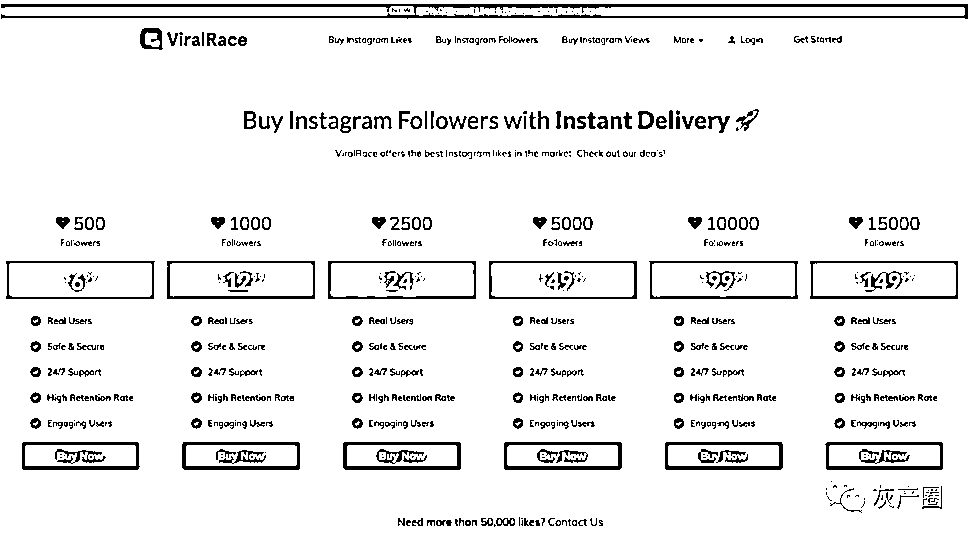 NEW
ViralRace
Buy Instagram Likes Buy Instagram Followers Buy Instagram Views More Login Get Started
Buy Instagram Followers with Instant Delivery
ViralRace offers the best Instagram likes in the market. Check out our deals!
500 1000 2500 5000 10000 15000
Followers Followers Followers Followers Followers Followers
$6 $12 $24 $49 $99 $149
Real Users Real Users Real Users Real Users Real Users Real Users
Safe & Secure Safe & Secure Safe & Secure Safe & Secure Safe & Secure Safe & Secure
24/7 Support 24/7 Support 24/7 Support 24/7 Support 24/7 Support 24/7 Support
High Retention Rate High Retention Rate High Retention Rate High Retention Rate High Retention Rate High Retention Rate
Engaging Users Engaging Users Engaging Users Engaging Users Engaging Users Engaging Users
Buy Now Buy Now Buy Now Buy Now Buy Now Buy Now
灰产圈
Need more than 50,000 likes? Contact Us